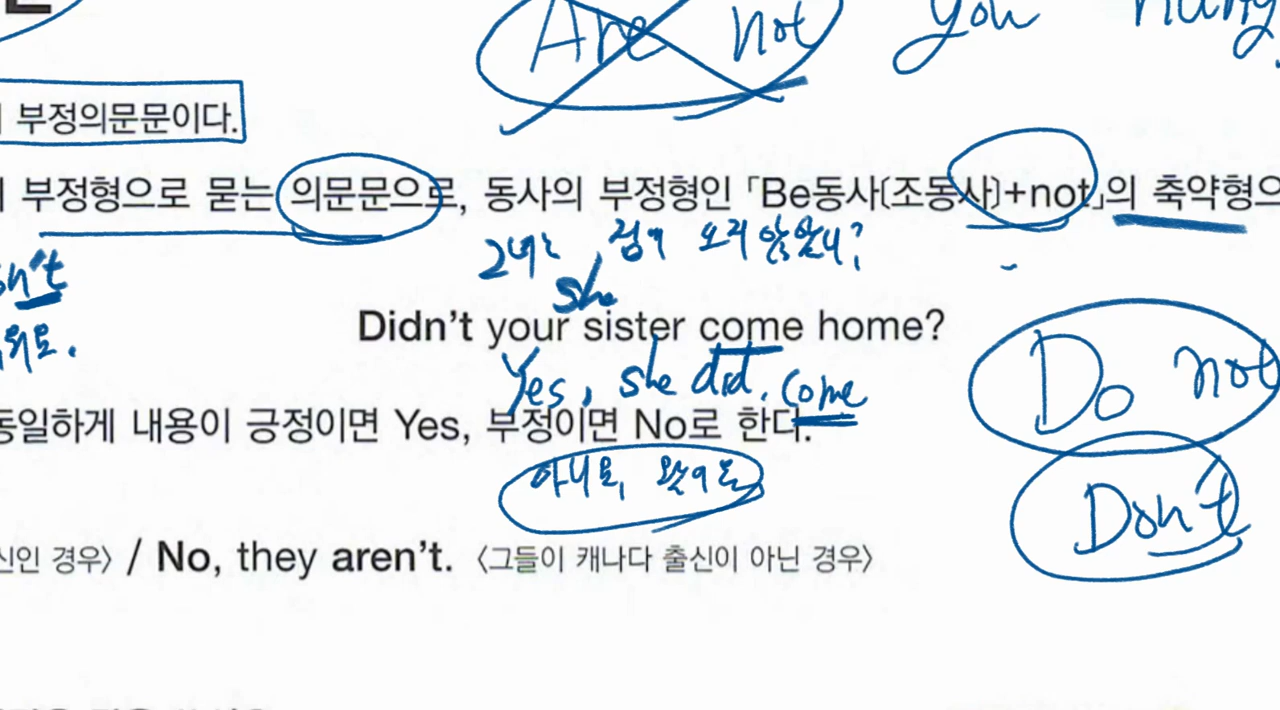 Are not you
부정의문문이다.
부정형으로 묻는 의문문으로, 동사의 부정형인 「Be동사(조동사)+not」의 축약형으
그녀는 집에 오지 않았니?
n't
she
Didn't your sister come home?
Do not
Yes, she did. come
동일하게 내용이 긍정이면 Yes, 부정이면 No로 한다.
아니요, 왔어요
Don't
신인 경우〉 / No, they aren't. 〈그들이 캐나다 출신이 아닌 경우〉